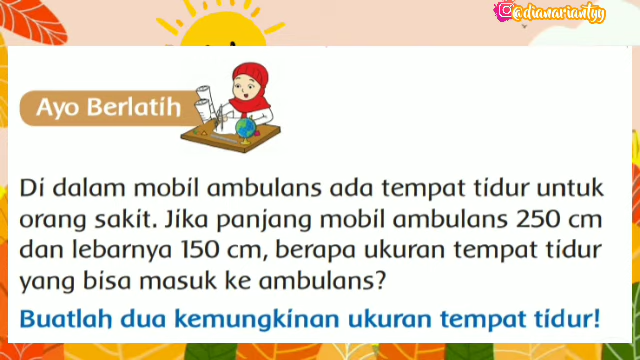 @dianariantyy
Ayo Berlatih
Di dalam mobil ambulans ada tempat tidur untuk
orang sakit. Jika panjang mobil ambulans 250 cm
dan lebarnya 150 cm, berapa ukuran tempat tidur
yang bisa masuk ke ambulans?
Buatlah dua kemungkinan ukuran tempat tidur!